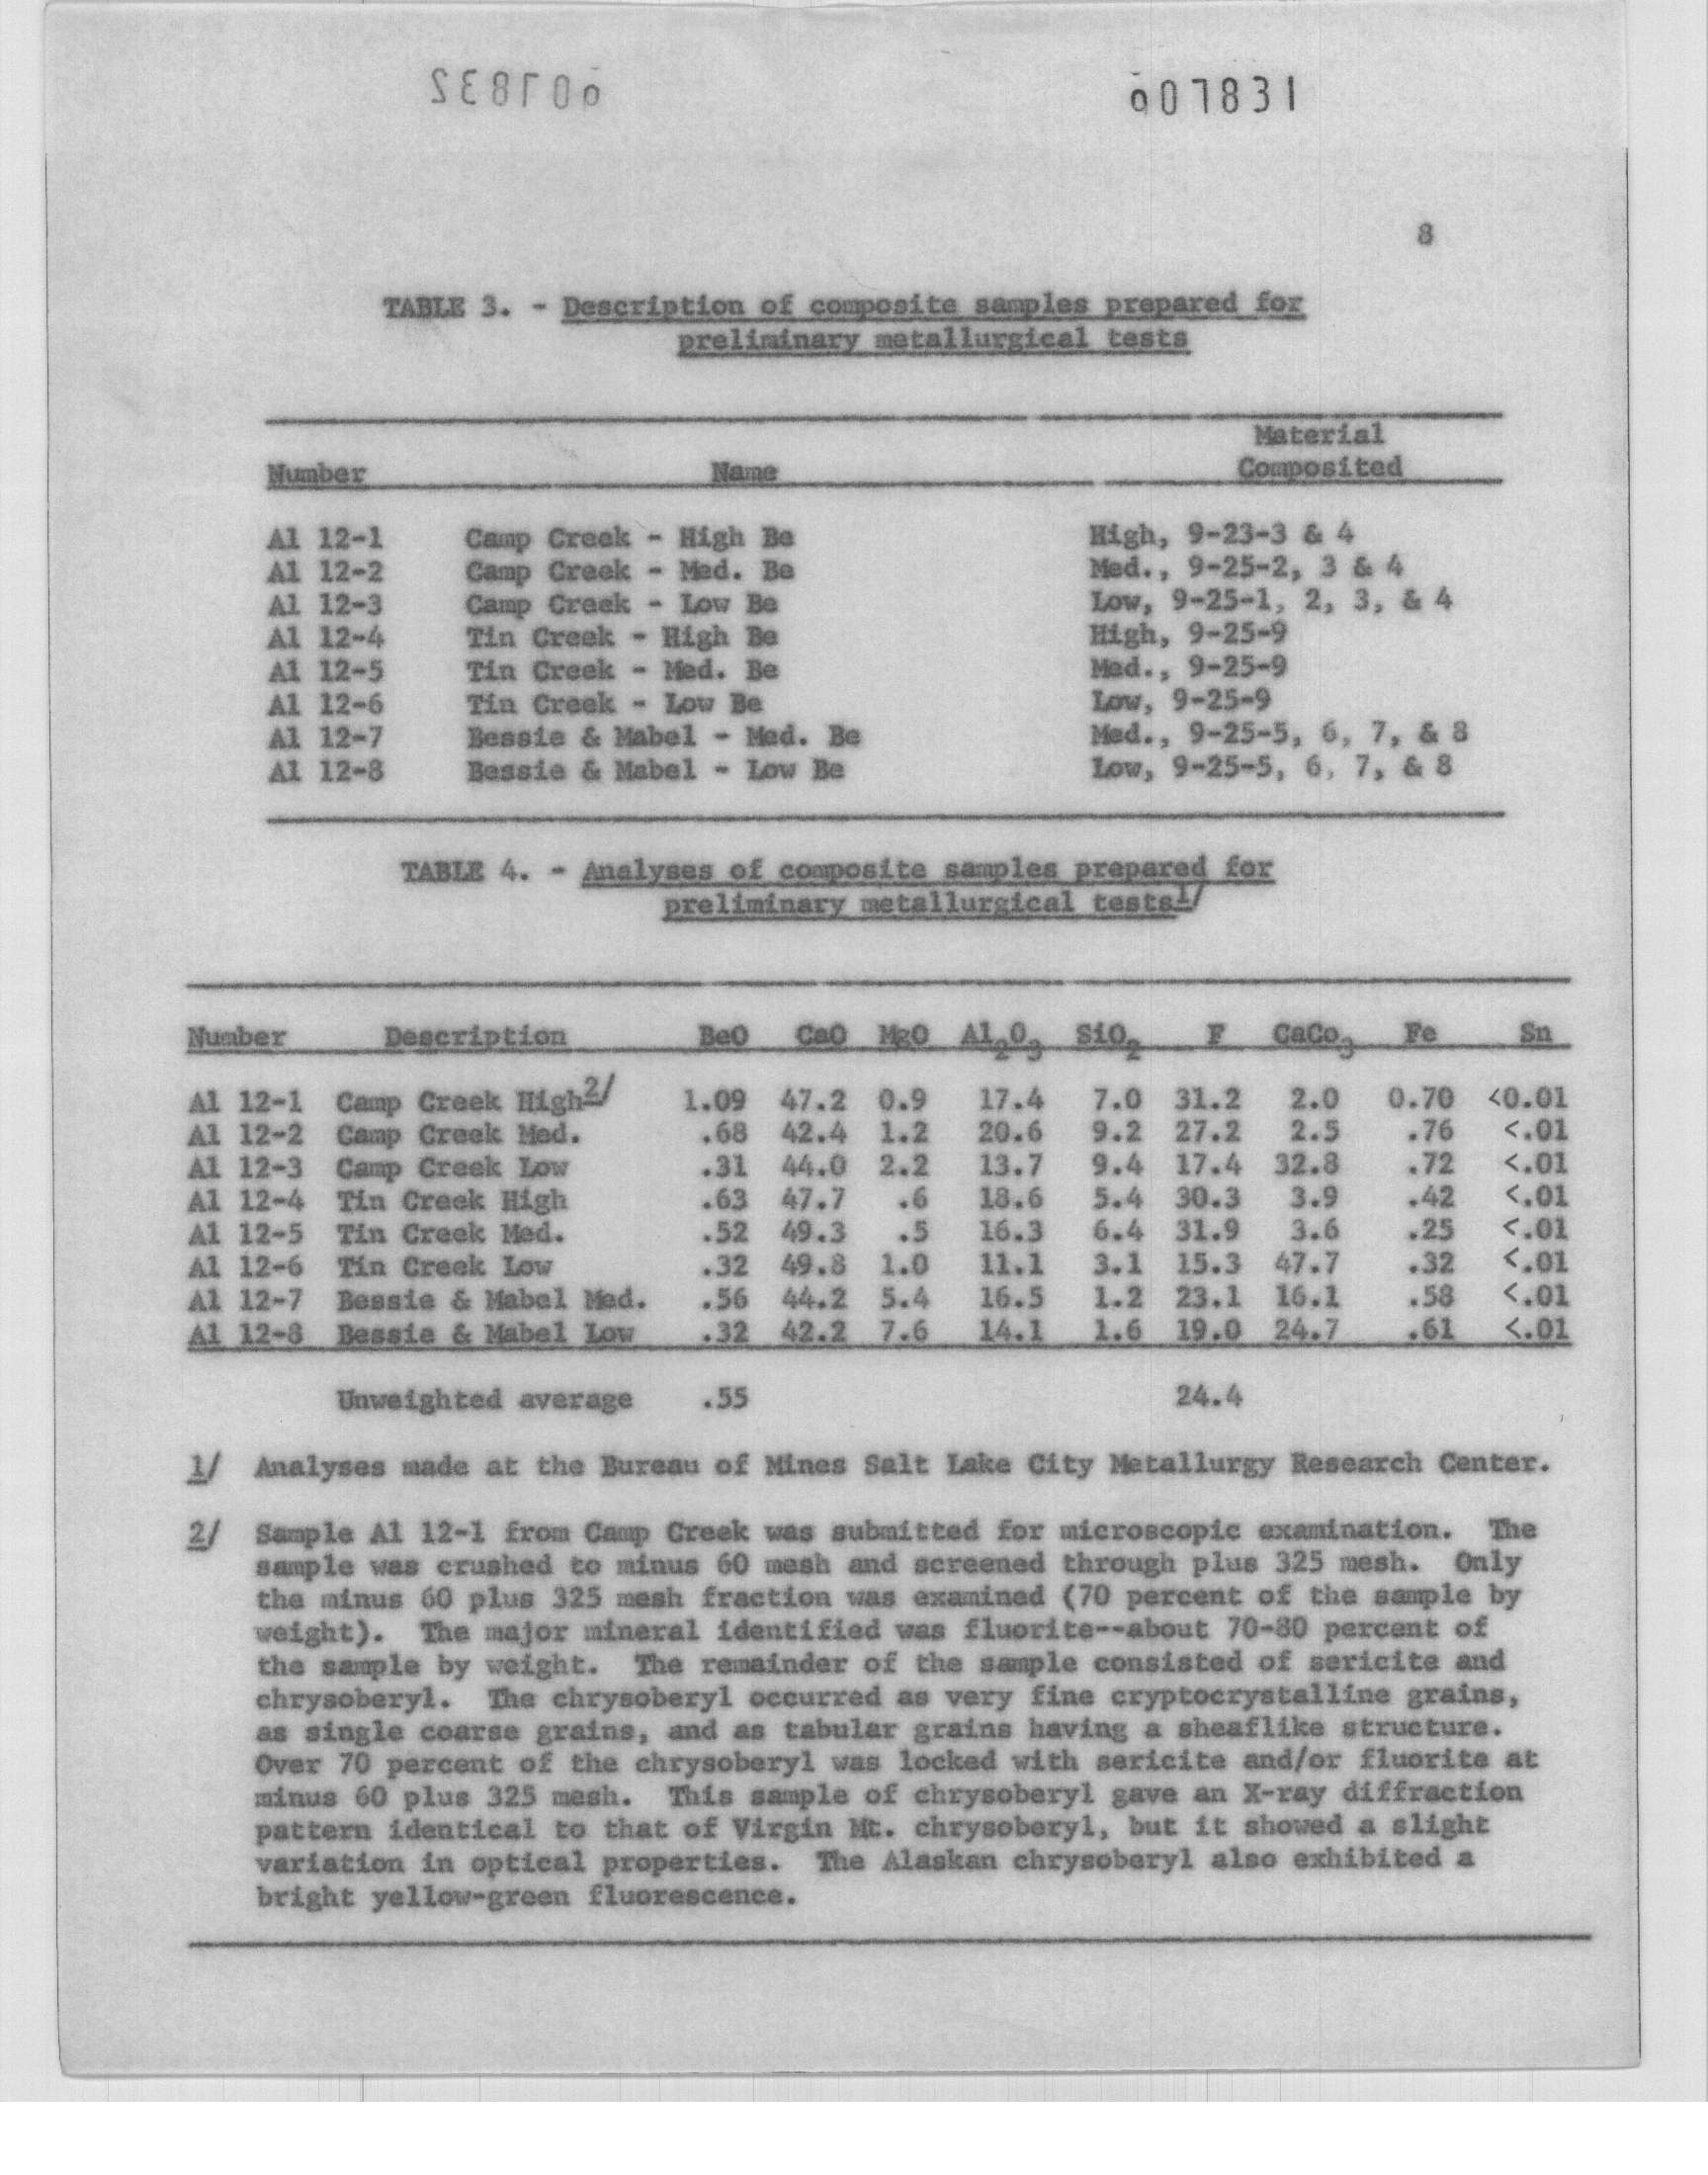 007831
8
TABLE 3. - Description of composite samples prepared for
preliminary metallurgical tests
Material
Number Name Composited
Al 12-1 Camp Creek - High Be High, 9-23-3 & 4
Al 12-2 Camp Creek - Med. Be Med., 9-25-2, 3 & 4
Al 12-3 Camp Creek - Low Be Low, 9-25-1, 2, 3, & 4
Al 12-4 Tin Creek - High Be High, 9-25-9
Al 12-5 Tin Creek - Med. Be Med., 9-25-9
Al 12-6 Tin Creek - Low Be Low, 9-25-9
Al 12-7 Bessie & Mabel - Med. Be Med., 9-25-5, 6, 7, & 8
Al 12-8 Bessie & Mabel - Low Be Low, 9-25-5, 6, 7, & 8
TABLE 4. - Analyses of composite samples prepared for
preliminary metallurgical tests 1/
Number Description BeO CaO MgO Al2O3 SiO2 F CaCo3 Fe Sn
Al 12-1 Camp Creek High 2/ 1.09 47.2 0.9 17.4 7.0 31.2 2.0 0.70 <0.01
Al 12-2 Camp Creek Med. .68 42.4 1.2 20.6 9.2 27.2 2.5 .76 <.01
Al 12-3 Camp Creek Low .31 44.0 2.2 13.7 9.4 17.4 32.8 .72 <.01
Al 12-4 Tin Creek High .63 47.7 .6 18.6 5.4 30.3 3.9 .42 <.01
Al 12-5 Tin Creek Med. .52 49.3 .5 16.3 6.4 31.9 3.6 .25 <.01
Al 12-6 Tin Creek Low .32 49.8 1.0 11.1 3.1 15.3 47.7 .32 <.01
Al 12-7 Bessie & Mabel Med. .56 44.2 5.4 16.5 1.2 23.1 16.1 .58 <.01
Al 12-8 Bessie & Mabel Low .32 42.2 7.6 14.1 1.6 19.0 24.7 .61 <.01
Unweighted average .55 24.4
1/ Analyses made at the Bureau of Mines Salt Lake City Metallurgy Research Center.
2/ Sample Al 12-1 from Camp Creek was submitted for microscopic examination. The
sample was crushed to minus 60 mesh and screened through plus 325 mesh. Only
the minus 60 plus 325 mesh fraction was examined (70 percent of the sample by
weight). The major mineral identified was fluorite--about 70-80 percent of
the sample by weight. The remainder of the sample consisted of sericite and
chrysoberyl. The chrysoberyl occurred as very fine cryptocrystalline grains,
as single coarse grains, and as tabular grains having a sheaflike structure.
Over 70 percent of the chrysoberyl was locked with sericite and/or fluorite at
minus 60 plus 325 mesh. This sample of chrysoberyl gave an X-ray diffraction
pattern identical to that of Virgin Mt. chrysoberyl, but it showed a slight
variation in optical properties. The Alaskan chrysoberyl also exhibited a
bright yellow-green fluorescence.